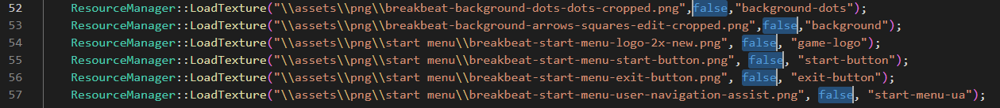 52 ResourceManager::LoadTexture("\\assets\\png\\breakbeat-background-dots-dots-cropped.png",false,"background-dots");
53 ResourceManager::LoadTexture("\\assets\\png\\breakbeat-background-arrows-squares-edit-cropped.png",false,"background");
54 ResourceManager::LoadTexture("\\assets\\png\\start menu\\breakbeat-start-menu-logo-2x-new.png", false, "game-logo");
55 ResourceManager::LoadTexture("\\assets\\png\\start menu\\breakbeat-start-menu-start-button.png", false, "start-button");
56 ResourceManager::LoadTexture("\\assets\\png\\start menu\\breakbeat-start-menu-exit-button.png", false, "exit-button");
57 ResourceManager::LoadTexture("\\assets\\png\\start menu\\breakbeat-start-menu-user-navigation-assist.png", false, "start-menu-ua");